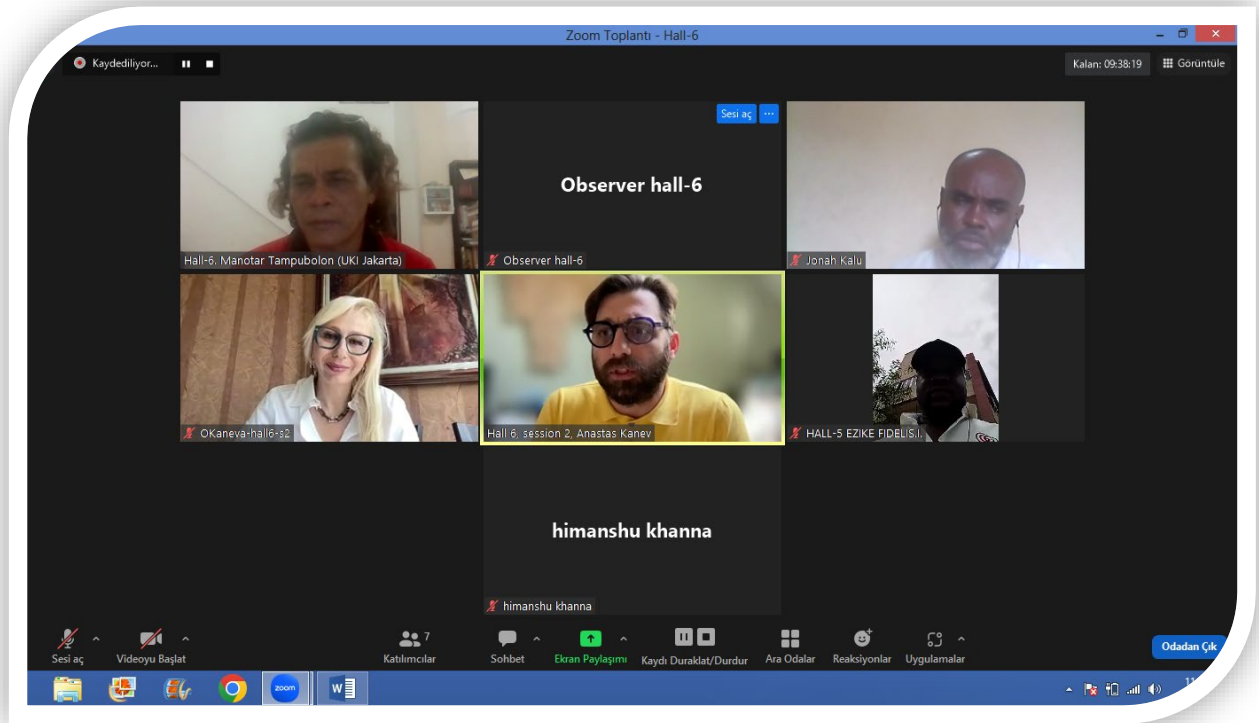 Zoom Toplantı - Hall-6
Kaydediliyor...
Kalan: 09:38:19
Görüntüle
Sesi aç
Observer hall-6
Hall-6. Manotar Tampubolon (UKI Jakarta)
Observer hall-6
Jonah Kalu
OKaneva-hall6-s2
Hall 6, session 2, Anastas Kanev
HALL-5 EZIKE FIDELIS.I.
himanshu khanna
himanshu khanna
Sesi aç
Videoyu Başlat
7
Katılımcılar
Sohbet
Ekran Paylaşımı
Kaydı Duraklat/Durdur
Ara Odalar
Reaksiyonlar
Uygulamalar
Odadan Çık
zoom
W